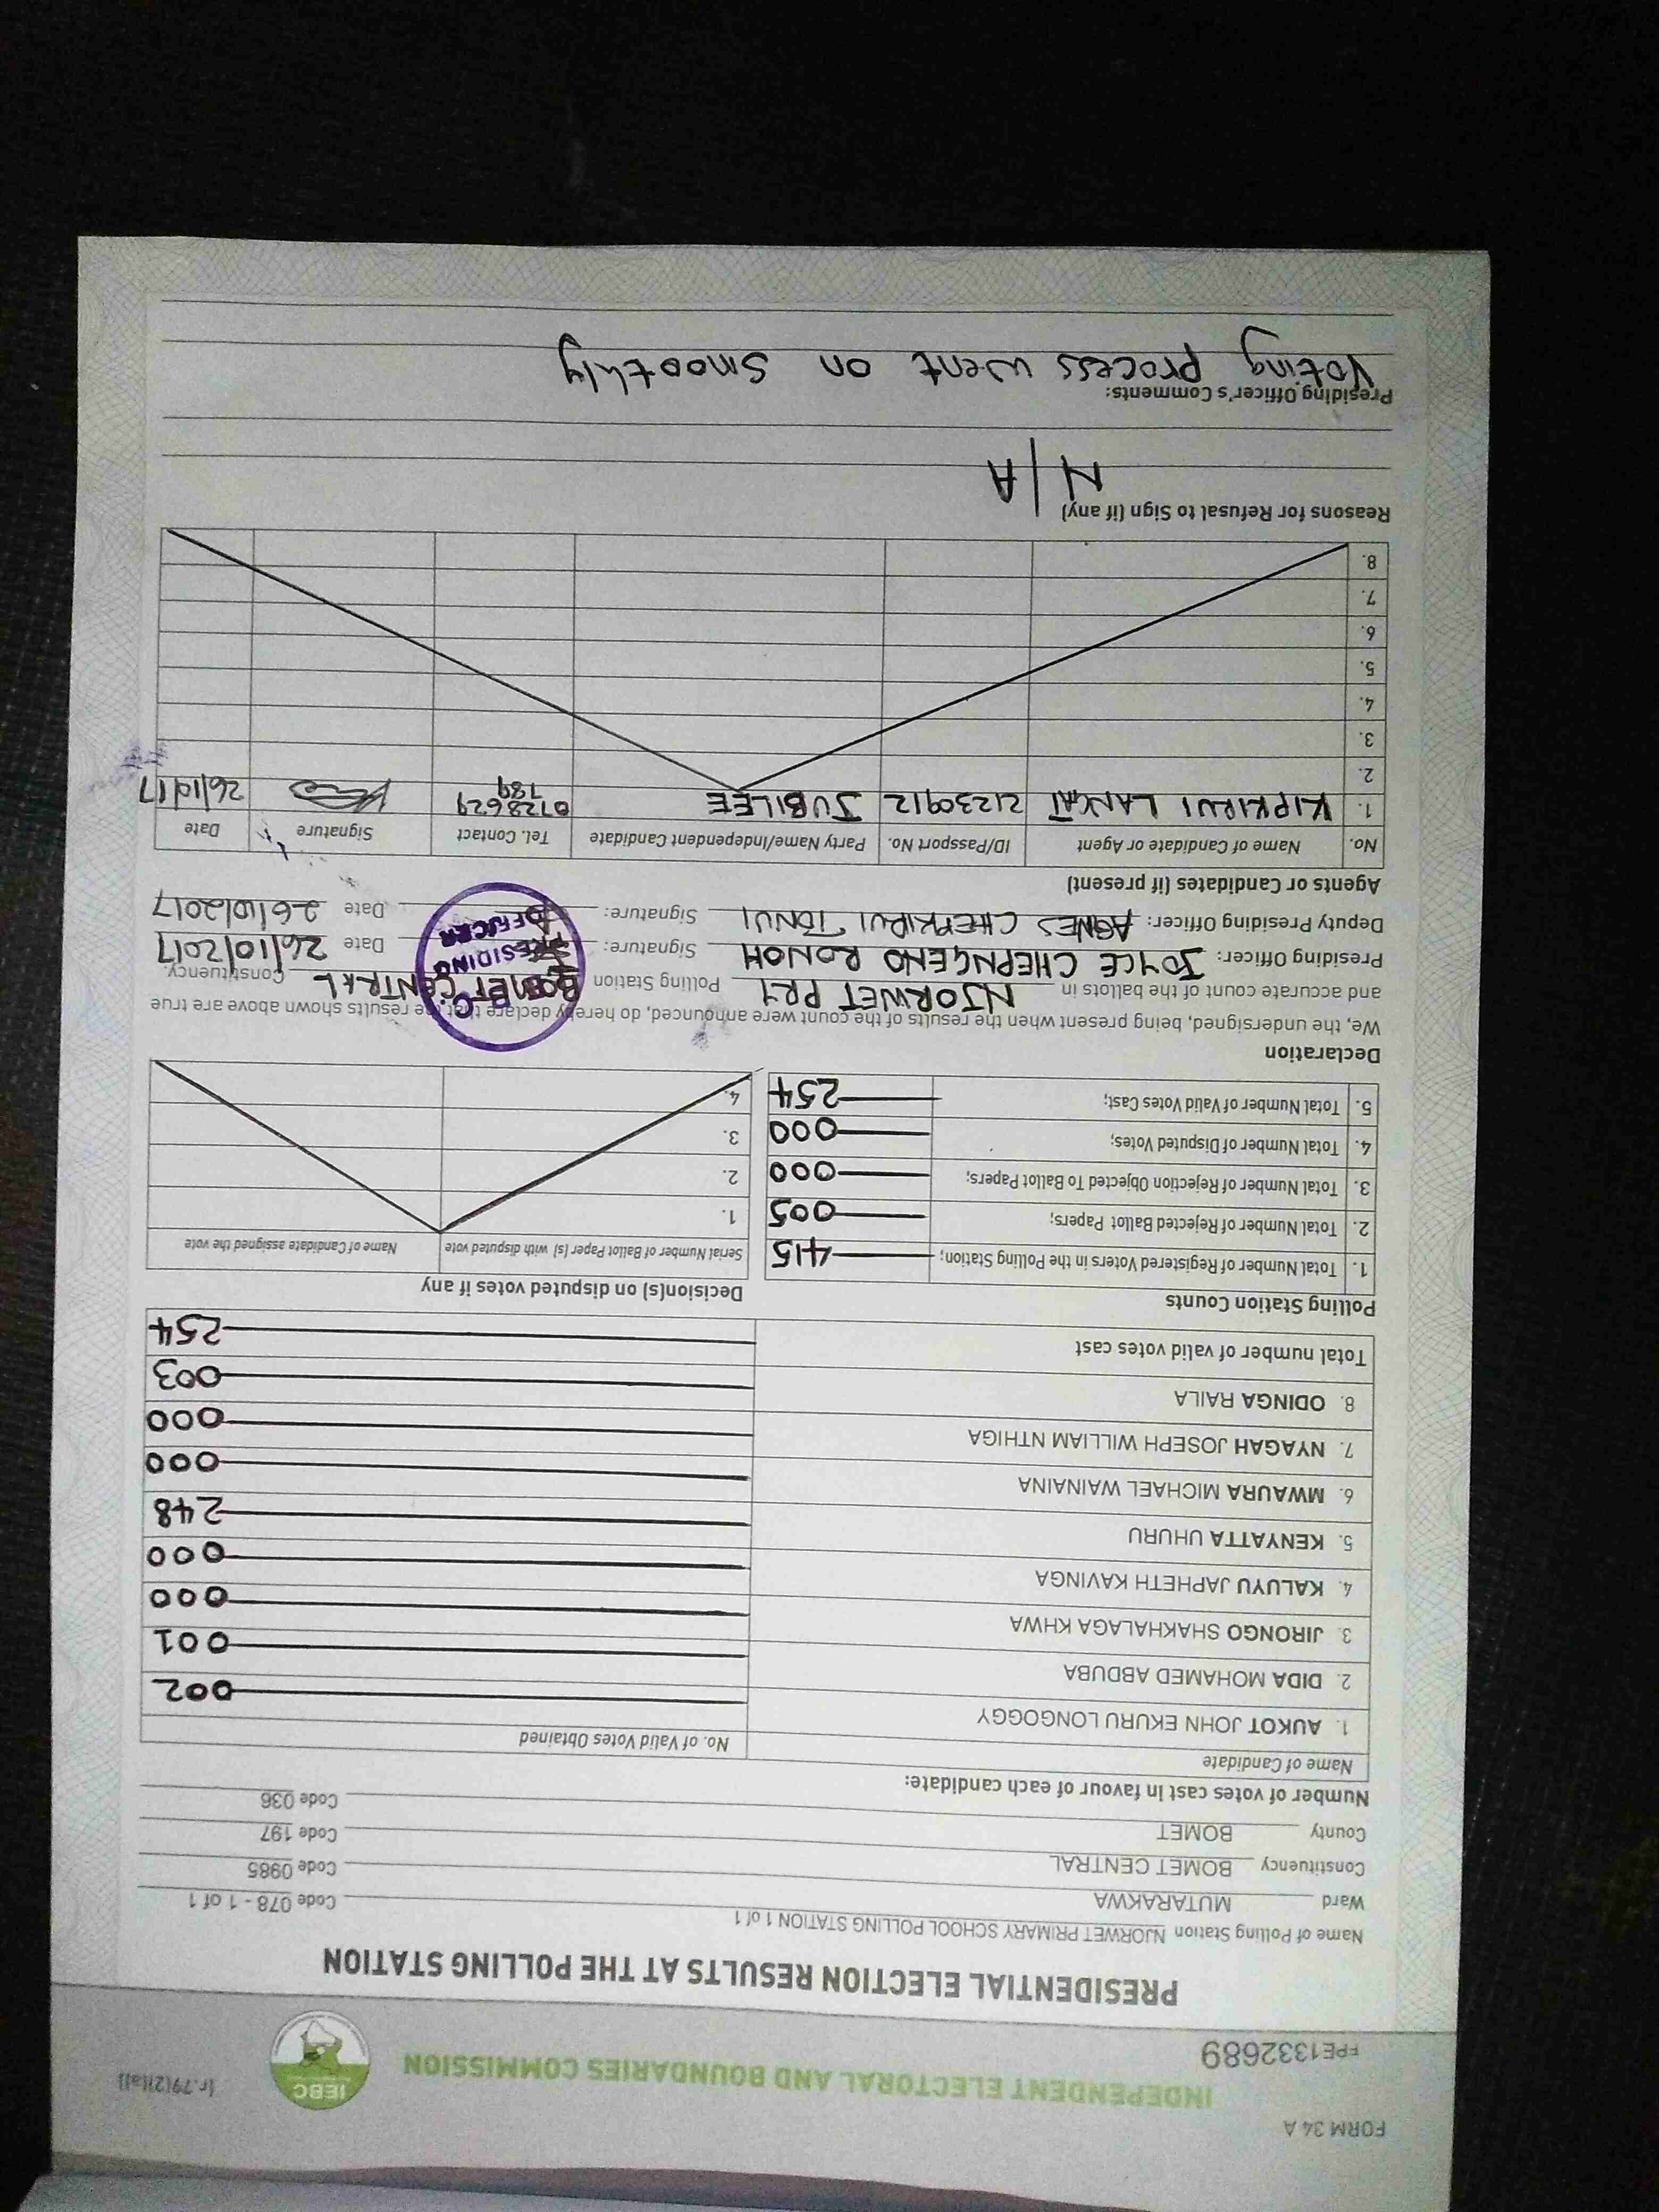 FORM 34 A
(r.79(2)(a))
INDEPENDENT ELECTORAL AND BOUNDARIES COMMISSION
IEBC
FPE1332689
PRESIDENTIAL ELECTION RESULTS AT THE POLLING STATION
Name of Polling Station NJORWET PRIMARY SCHOOL POLLING STATION 1 of 1
Ward MUTARAKWA Code 078 - 1 of 1
Constituency BOMET CENTRAL Code 0985
County BOMET Code 197
Code 036
Number of votes cast in favour of each candidate:
Name of Candidate No. of Valid Votes Obtained
1. AUKOT JOHN EKURU LONGOGGY 002
2 DIDA MOHAMED ABDUBA 001
3. JIRONGO SHAKHALAGA KHWA 000
4. KALUYU JAPHETH KAVINGA 000
5. KENYATTA UHURU 248
6. MWAURA MICHAEL WAINAINA 000
7. NYAGAH JOSEPH WILLIAM NTHIGA 000
8. ODINGA RAILA 003
Total number of valid votes cast 254
Polling Station Counts
1. Total Number of Registered Voters in the Polling Station; 415
2. Total Number of Rejected Ballot Papers; 005
3. Total Number of Rejection Objected To Ballot Papers; 000
4. Total Number of Disputed Votes; 000
5. Total Number of Valid Votes Cast; 254
Decision(s) on disputed votes if any
Serial Number of Ballot Paper (s) with disputed vote Name of Candidate assigned the vote
1.
2.
3.
4.
Declaration
We, the undersigned, being present when the results of the count were announced, do hereby declare that the results shown above are true
and accurate count of the ballots in NJORWET PRY Polling Station BOMET CENTRAL Constituency.
Presiding Officer: JOYCE CHEPNGENO RONOH Signature: Date 26/10/2017
Deputy Presiding Officer: AGNES CHEPKIRUI TONUI Signature: Date 26/10/2017
PRESIDING
OFFICER
Agents or Candidates (if present)
No. Name of Candidate or Agent ID/Passport No. Party Name/Independent Candidate Tel. Contact Signature Date
1. KIPKIRUI LANGAT 21230912 JUBILEE 0728629 789 26/10/17
2.
3.
4.
5.
6.
7.
8.
Reasons for Refusal to Sign (if any)
N/A
Presiding Officer's Comments:
Voting process went on smoothly